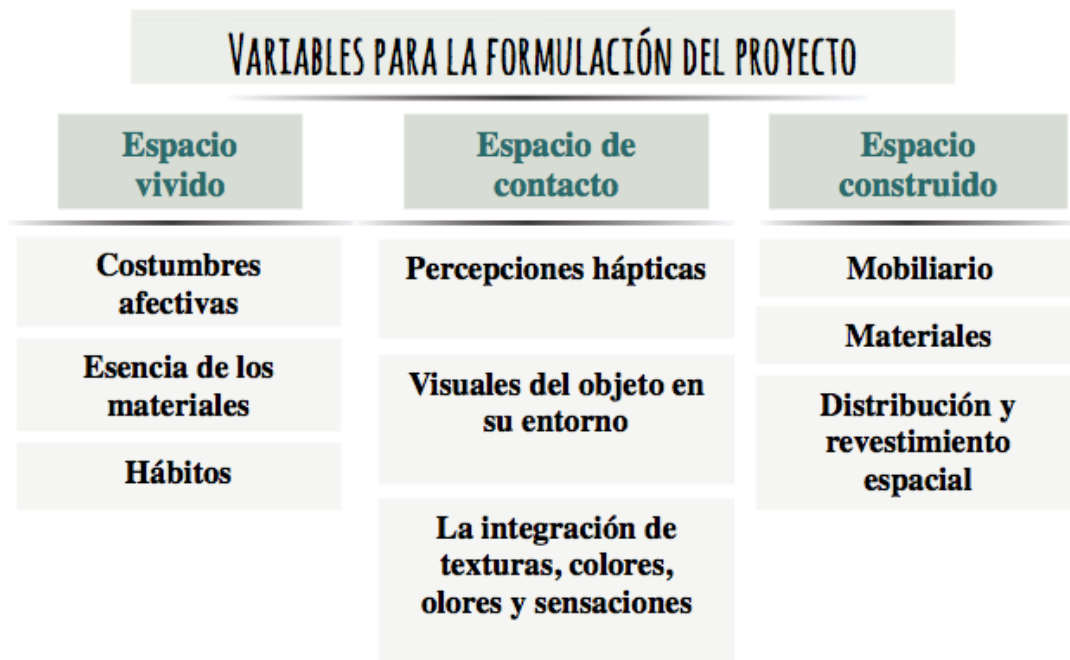 VARIABLES PARA LA FORMULACIÓN DEL PROYECTO
Espacio
vivido
Costumbres
afectivas
Esencia de los
materiales
Hábitos
Espacio de
contacto
Percepciones hápticas
Visuales del objeto en
su entorno
La integración de
texturas, colores,
olores y sensaciones
Espacio
construido
Mobiliario
Materiales
Distribución y
revestimiento
espacial